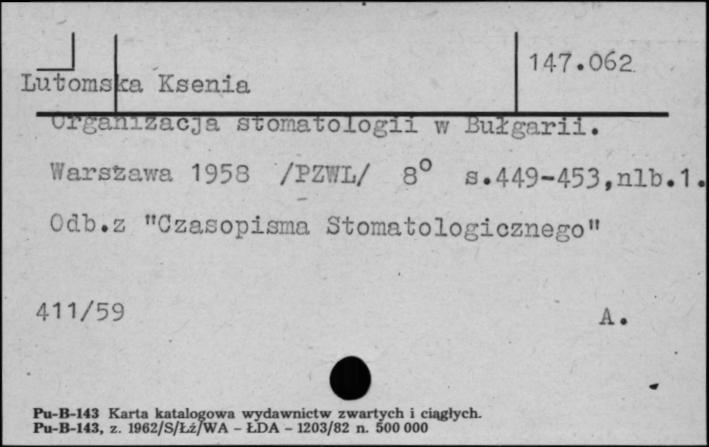 147.062
Lutomska Ksenia
Organizacja stomatologii w Bułgarii.
Warszawa 1958 /PZWL/ 8° s.449-453,nlb.1.
Odb.z "Czasopisma Stomatologicznego"
411/59 A.
Pu-B-143 Karta katalogowa wydawnictw zwartych i ciągłych.
Pu-B-143, z. 1962/S/Łź/WA - ŁDA - 1203/82 n. 500 000